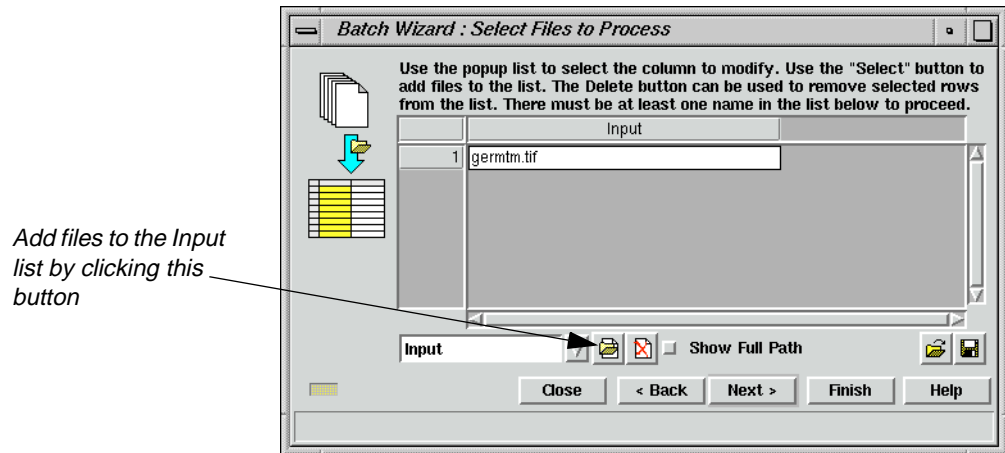 Batch Wizard : Select Files to Process
Use the popup list to select the column to modify. Use the "Select" button to
add files to the list. The Delete button can be used to remove selected rows
from the list. There must be at least one name in the list below to proceed.
Input
1 germtm.tif
Add files to the Input
list by clicking this
button
Input
Show Full Path
Close
< Back
Next >
Finish
Help